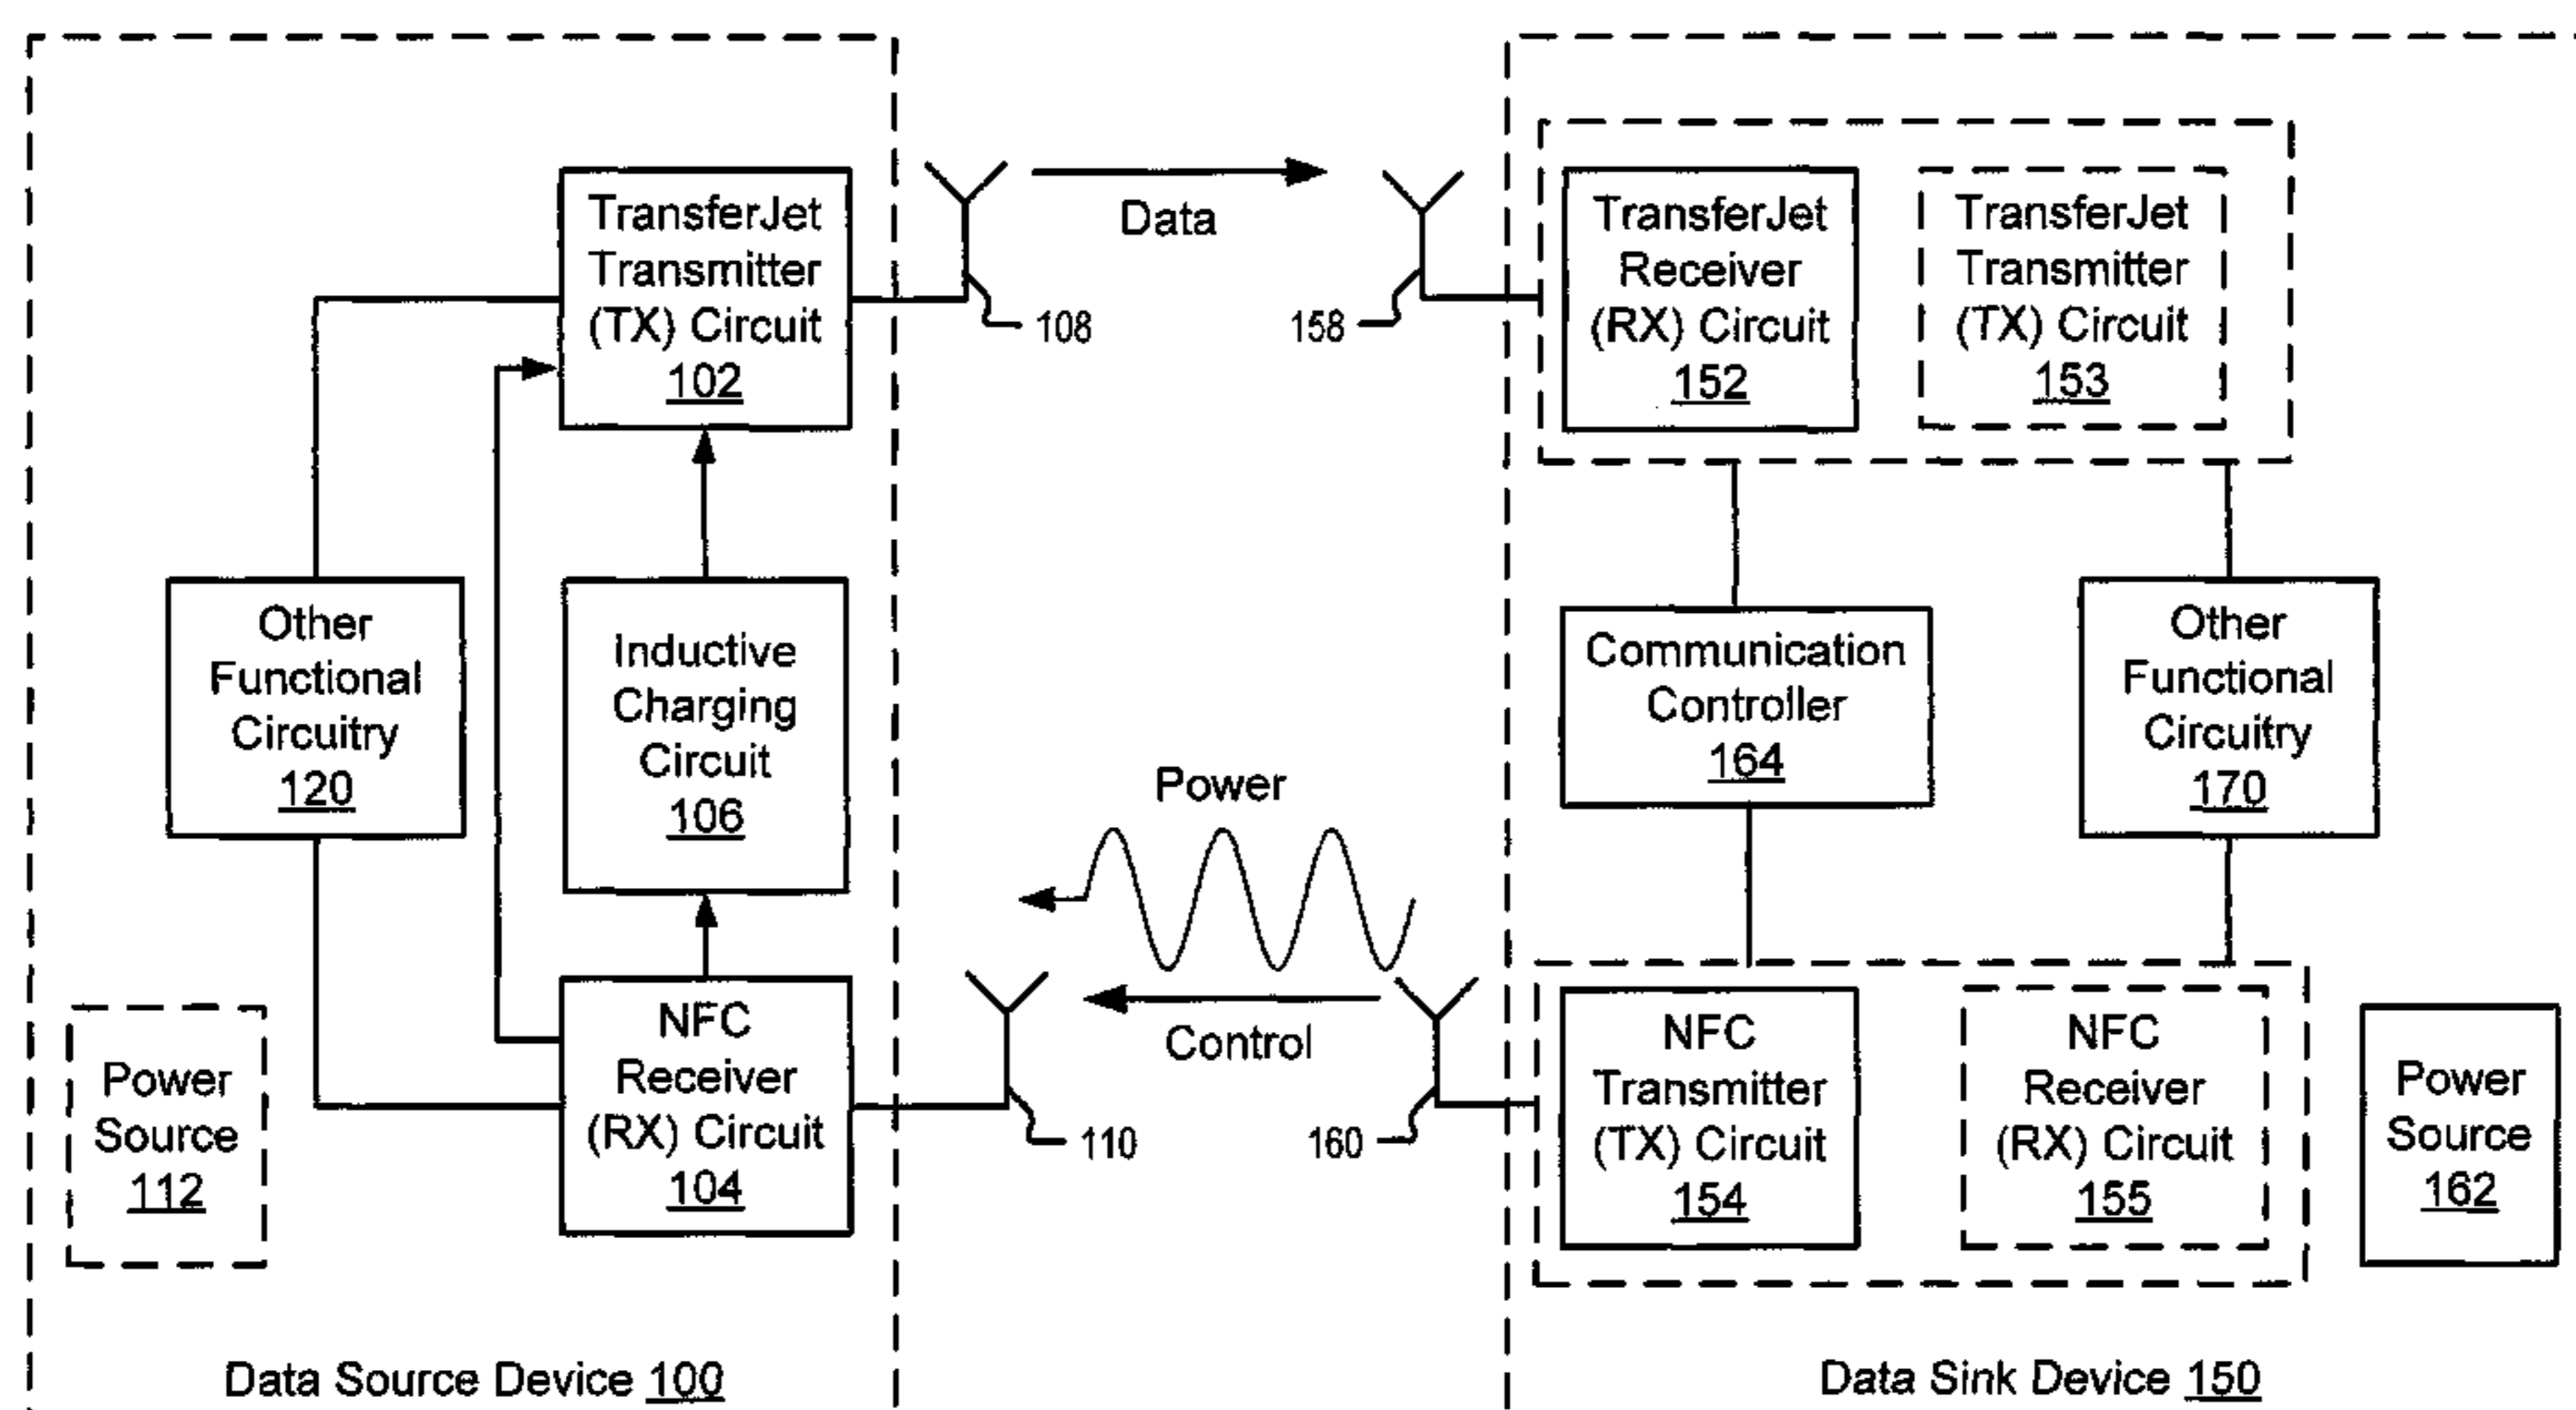 TransferJet
Transmitter
(TX) Circuit
102
Data
108
158
TransferJet
Receiver
(RX) Circuit
152
TransferJet
Transmitter
(TX) Circuit
153
Other
Functional
Circuitry
120
Inductive
Charging
Circuit
106
Communication
Controller
164
Other
Functional
Circuitry
170
Power
Control
Power
Source
112
NFC
Receiver
(RX) Circuit
104
110
160
NFC
Transmitter
(TX) Circuit
154
NFC
Receiver
(RX) Circuit
155
Power
Source
162
Data Source Device 100
Data Sink Device 150